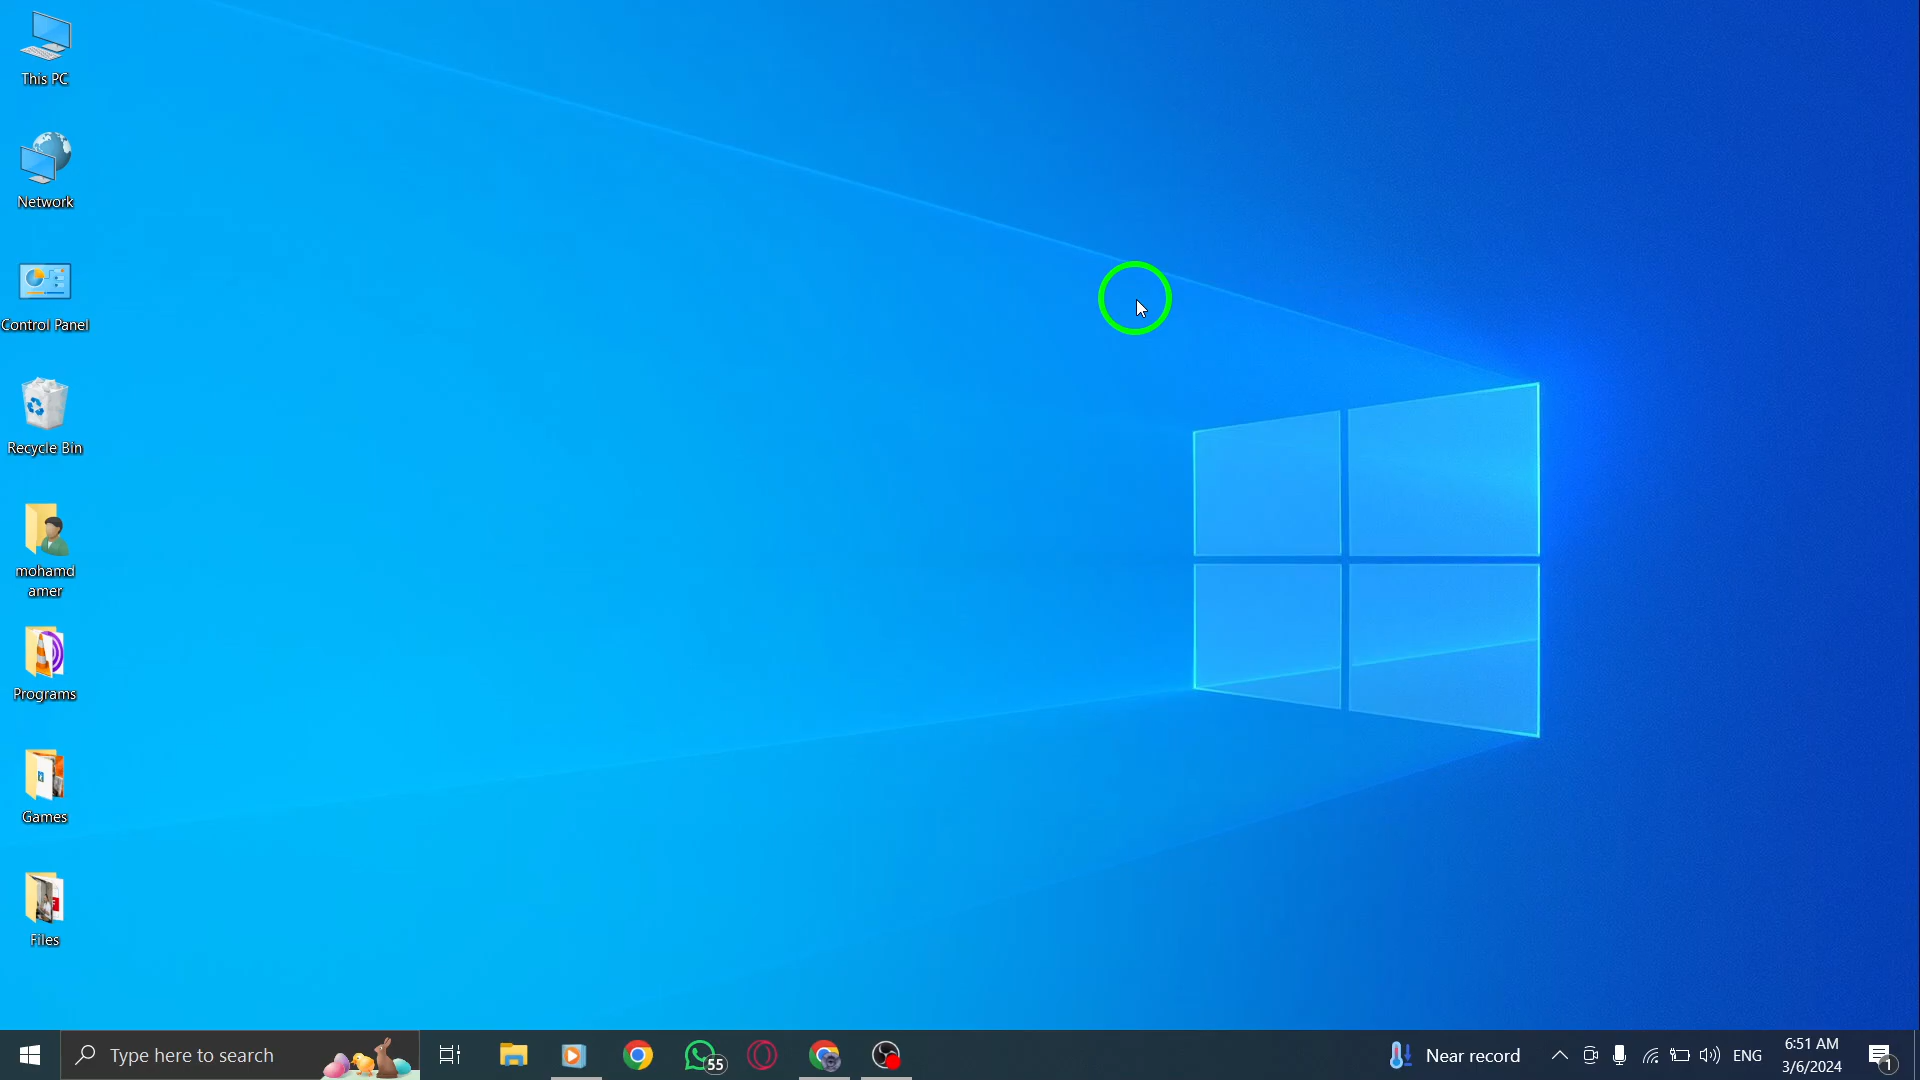 This PC
Network
Control Panel
Recycle Bin
mohamd
amer
Programs
Games
Files
Type here to search
55
Near record
ENG
6:51 AM
3/6/2024
1